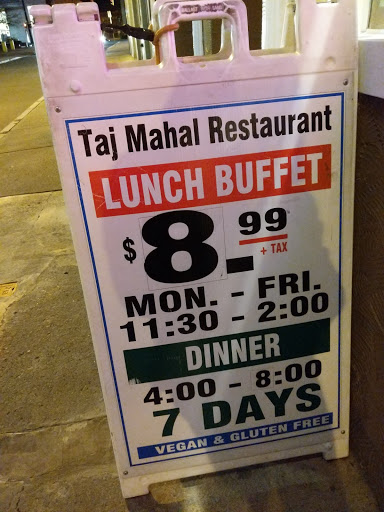 Taj Mahal Restaurant
LUNCH BUFFET
$8.99
+ TAX
MON. - FRI.
11:30 - 2:00
DINNER
4:00 - 8:00
7 DAYS
VEGAN & GLUTEN FREE